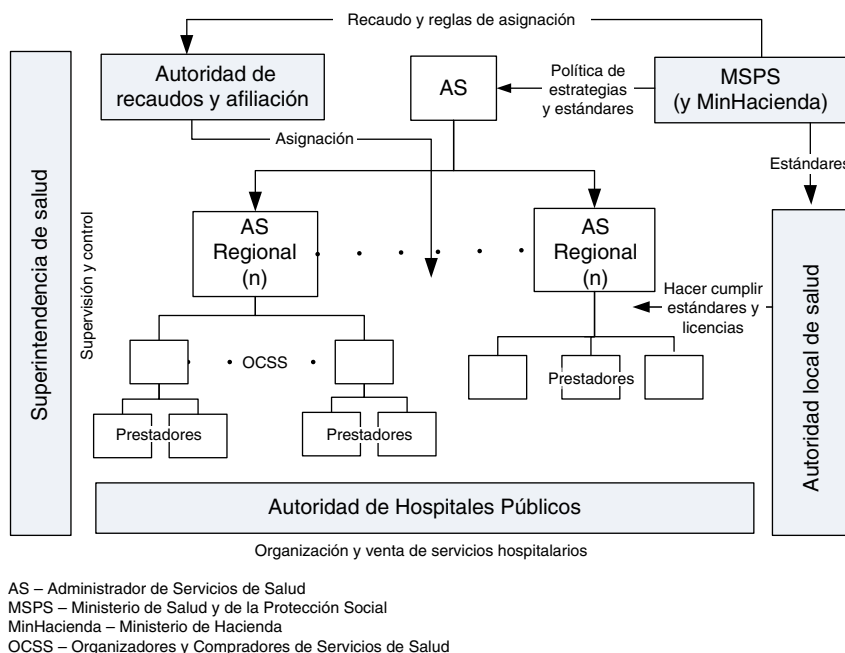 Recaudo y reglas de asignación
Autoridad de
recaudos y afiliación
AS
Política de
estrategias
y estándares
MSPS
(y MinHacienda)
Asignación
Estándares
Superintendencia de salud
Supervisión y control
AS
Regional
(n)
AS
Regional
(n)
Hacer cumplir
estándares y
licencias
Autoridad local de salud
OCSS
Prestadores
Prestadores
Prestadores
Autoridad de Hospitales Públicos
Organización y venta de servicios hospitalarios
AS – Administrador de Servicios de Salud
MSPS – Ministerio de Salud y de la Protección Social
MinHacienda – Ministerio de Hacienda
OCSS – Organizadores y Compradores de Servicios de Salud